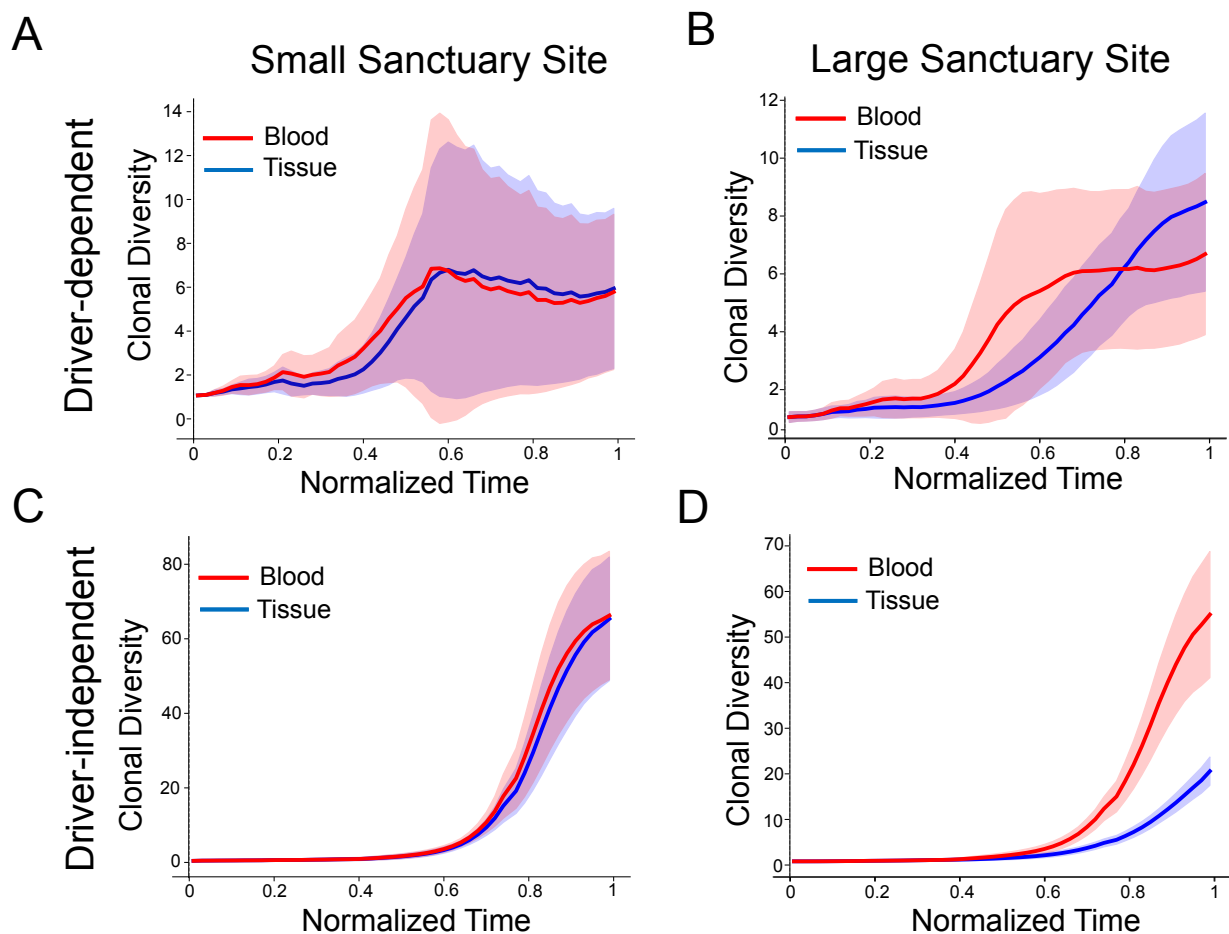 A
B
Small Sanctuary Site
Large Sanctuary Site
Driver-dependent
Clonal Diversity
14
12
10
8
6
4
2
0
Blood
Tissue
0
0.2
0.4
0.6
0.8
1
Normalized Time
Clonal Diversity
12
10
8
6
4
2
0
Blood
Tissue
0
0.2
0.4
0.6
0.8
1
Normalized Time
C
D
Driver-independent
Clonal Diversity
80
60
40
20
0
Blood
Tissue
0
0.2
0.4
0.6
0.8
1
Normalized Time
Clonal Diversity
70
60
50
40
30
20
10
0
Blood
Tissue
0
0.2
0.4
0.6
0.8
1
Normalized Time